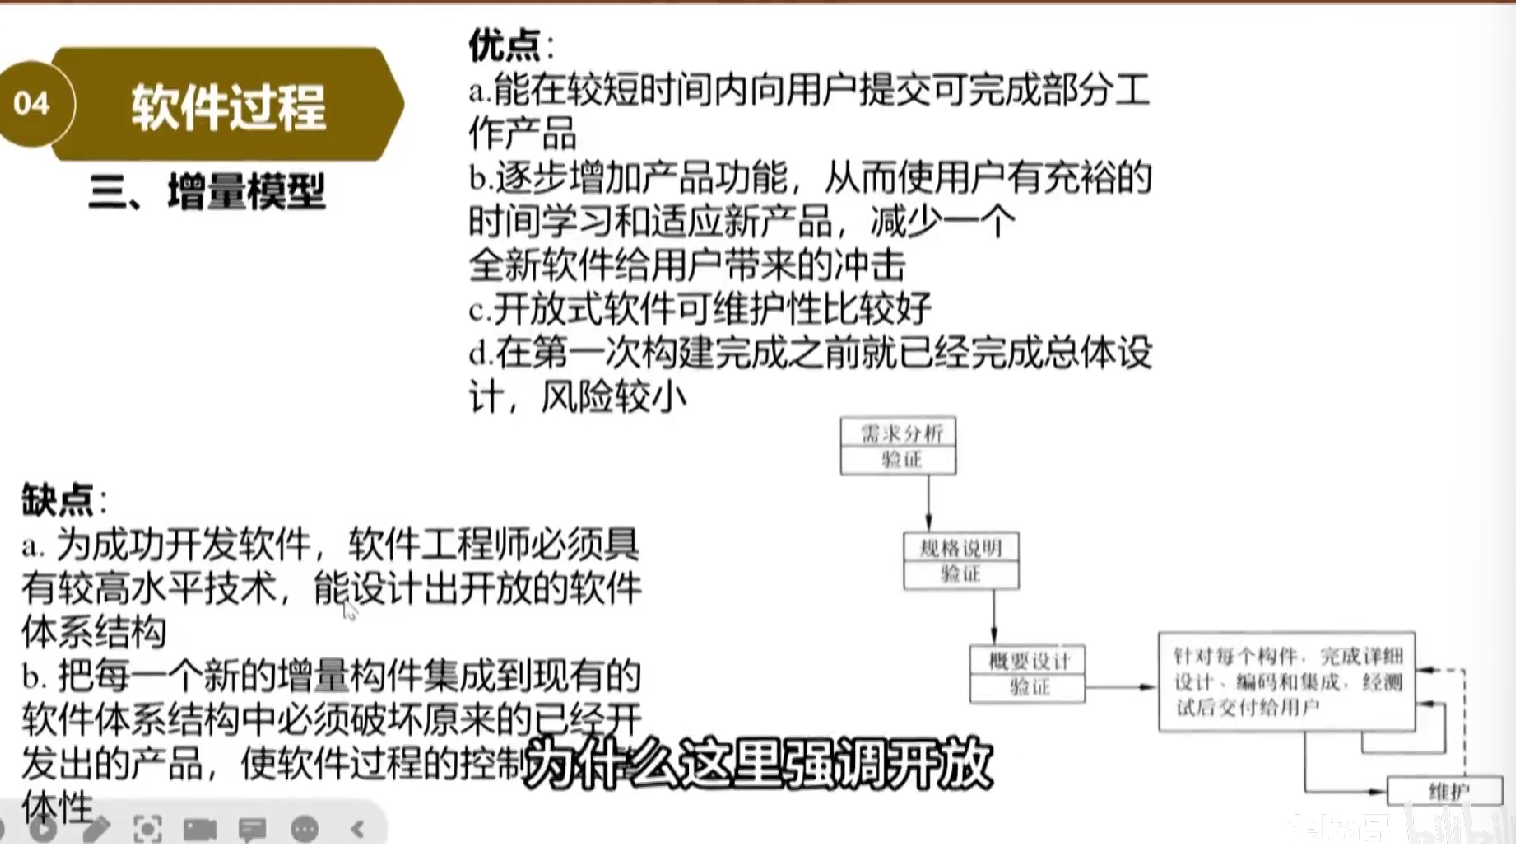 04
软件过程
三、增量模型
优点:
a.能在较短时间内向用户提交可完成部分工
作产品
b.逐步增加产品功能，从而使用户有充裕的
时间学习和适应新产品，减少一个
全新软件给用户带来的冲击
c.开放式软件可维护性比较好
d.在第一次构建完成之前就已经完成总体设
计，风险较小
缺点:
a. 为成功开发软件，软件工程师必须具
有较高水平技术，能设计出开放的软件
体系结构
b. 把每一个新的增量构件集成到现有的
软件体系结构中必须破坏原来的已经开
发出的产品，使软件过程的控制
体性
需求分析
验证
规格说明
验证
概要设计
验证
针对每个构件，完成详细
设计、编码和集成，经测
试后交付给用户
维护
为什么这里强调开放
bilibili